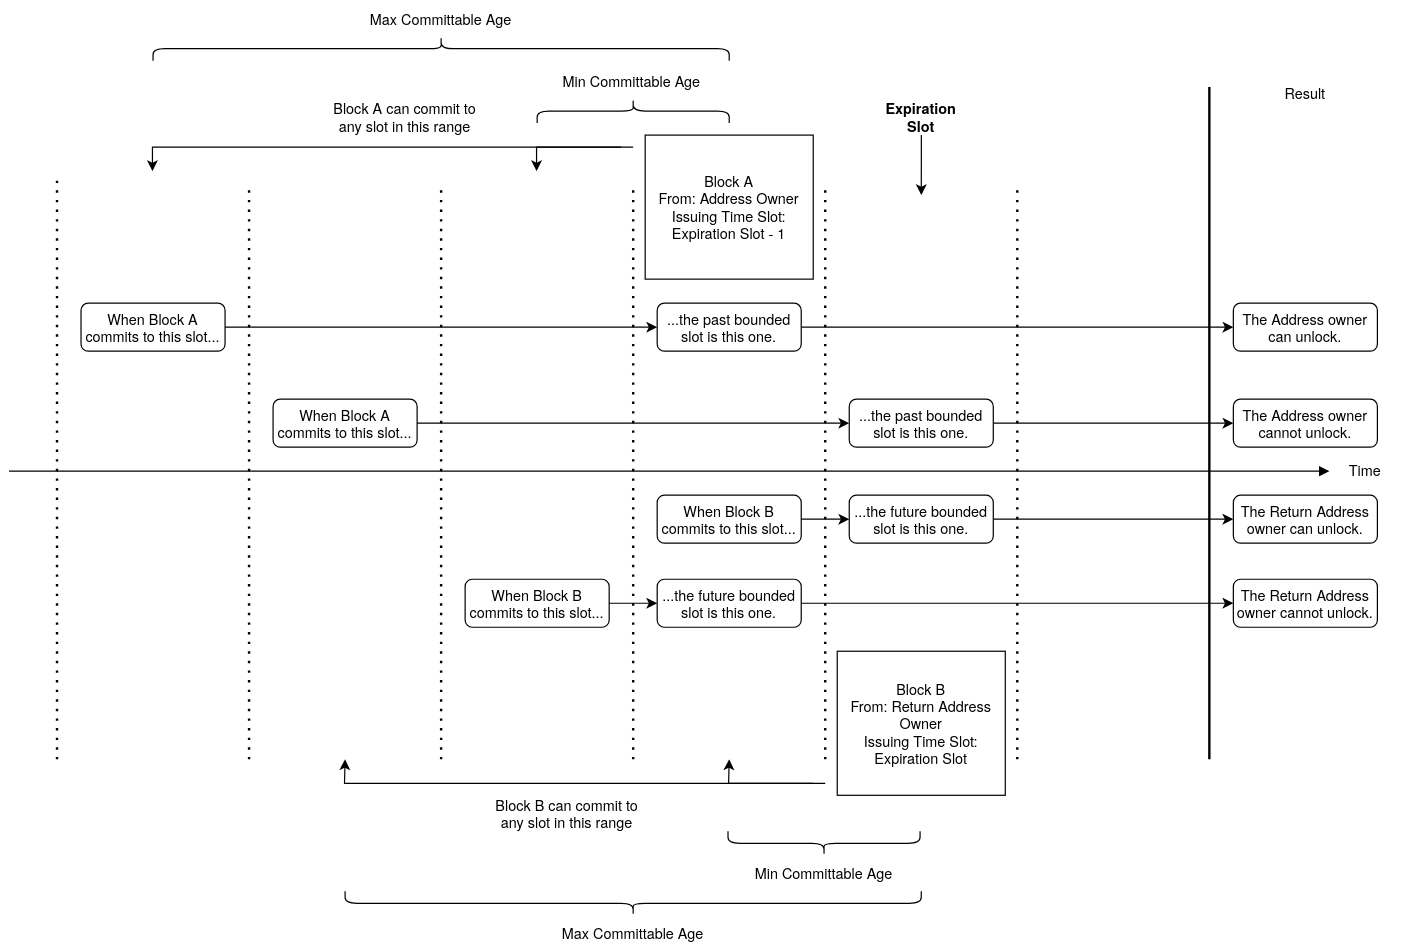 Max Committable Age
Min Committable Age
Block A can commit to
any slot in this range
Expiration
Slot
Result
Block A
From: Address Owner
Issuing Time Slot:
Expiration Slot - 1
When Block A
commits to this slot...
...the past bounded
slot is this one.
The Address owner
can unlock.
When Block A
commits to this slot...
...the past bounded
slot is this one.
The Address owner
cannot unlock.
Time
When Block B
commits to this slot...
...the future bounded
slot is this one.
The Return Address
owner can unlock.
When Block B
commits to this slot...
...the future bounded
slot is this one.
The Return Address
owner cannot unlock.
Block B
From: Return Address
Owner
Issuing Time Slot:
Expiration Slot
Block B can commit to
any slot in this range
Min Committable Age
Max Committable Age